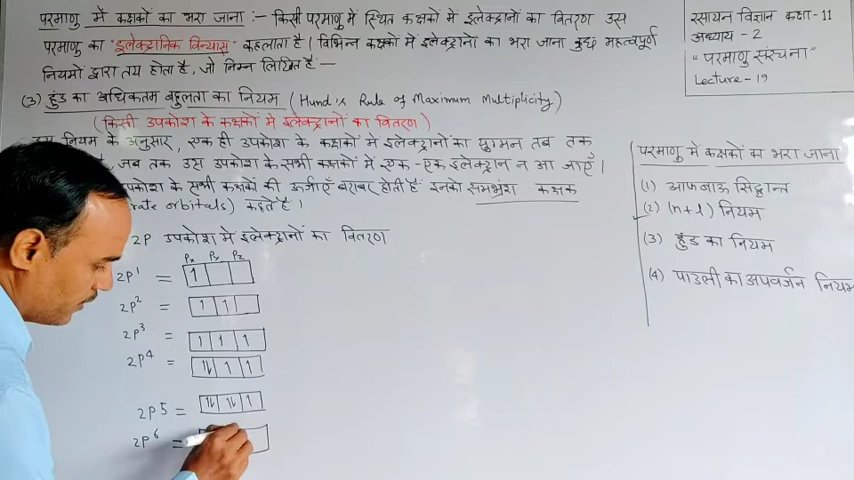 परमाणु में कक्षकों का भरा जाना :- किसी परमाणु में स्थित कक्षकों में इलेक्ट्रानों का वितरण उस
परमाणु का "इलेक्ट्रानिक विन्यास" कहलाता है। विभिन्न कक्षकों में इलेक्ट्रानों का भरा जाना कुछ महत्वपूर्ण
नियमों द्वारा तय होता है, जो निम्न लिखित हैं —
(3) हुंड का अधिकतम बहुलता का नियम (Hund's Rule of Maximum Multiplicity)
(किसी उपकोश के कक्षकों में इलेक्ट्रानों का वितरण)
नियम के अनुसार, एक ही उपकोश के कक्षकों में इलेक्ट्रानों का युग्मन तब तक
जब तक उस उपकोश के सभी कक्षकों में एक-एक इलेक्ट्रान न आ जाएँ।
उपकोश के सभी कक्षकों की ऊर्जाएँ बराबर होती हैं इनको समभ्रंश कक्षक
orbitals) कहते हैं।
2P उपकोश में इलेक्ट्रानों का वितरण
Px Py Pz
2P¹ = 1
2P² = 1 1
2P³ = 1 1 1
2P⁴ = 1⇂ 1 1
2P5 = 1⇂ 1⇂ 1
2P⁶ =
रसायन विज्ञान कक्षा-11
अध्याय - 2
"परमाणु संरचना"
Lecture - 19
परमाणु में कक्षकों का भरा जाना
(1) आफबाऊ सिद्धान्त
(2) (n+l) नियम
(3) हुंड का नियम
(4) पाउली का अपवर्जन नियम